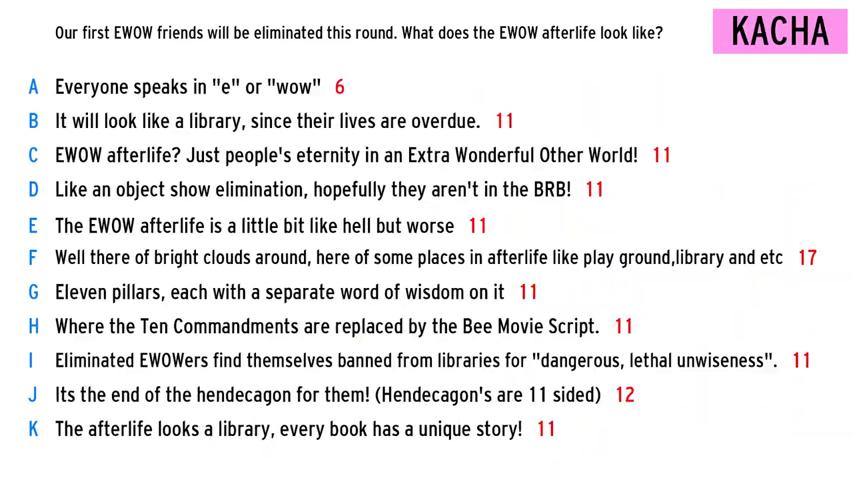 Our first EWOW friends will be eliminated this round. What does the EWOW afterlife look like?
KACHA
A Everyone speaks in "e" or "wow" 6
B It will look like a library, since their lives are overdue. 11
C EWOW afterlife? Just people's eternity in an Extra Wonderful Other World! 11
D Like an object show elimination, hopefully they aren't in the BRB! 11
E The EWOW afterlife is a little bit like hell but worse 11
F Well there of bright clouds around, here of some places in afterlife like play ground,library and etc 17
G Eleven pillars, each with a separate word of wisdom on it 11
H Where the Ten Commandments are replaced by the Bee Movie Script. 11
I Eliminated EWOWers find themselves banned from libraries for "dangerous, lethal unwiseness". 11
J Its the end of the hendecagon for them! (Hendecagon's are 11 sided) 12
K The afterlife looks a library, every book has a unique story! 11